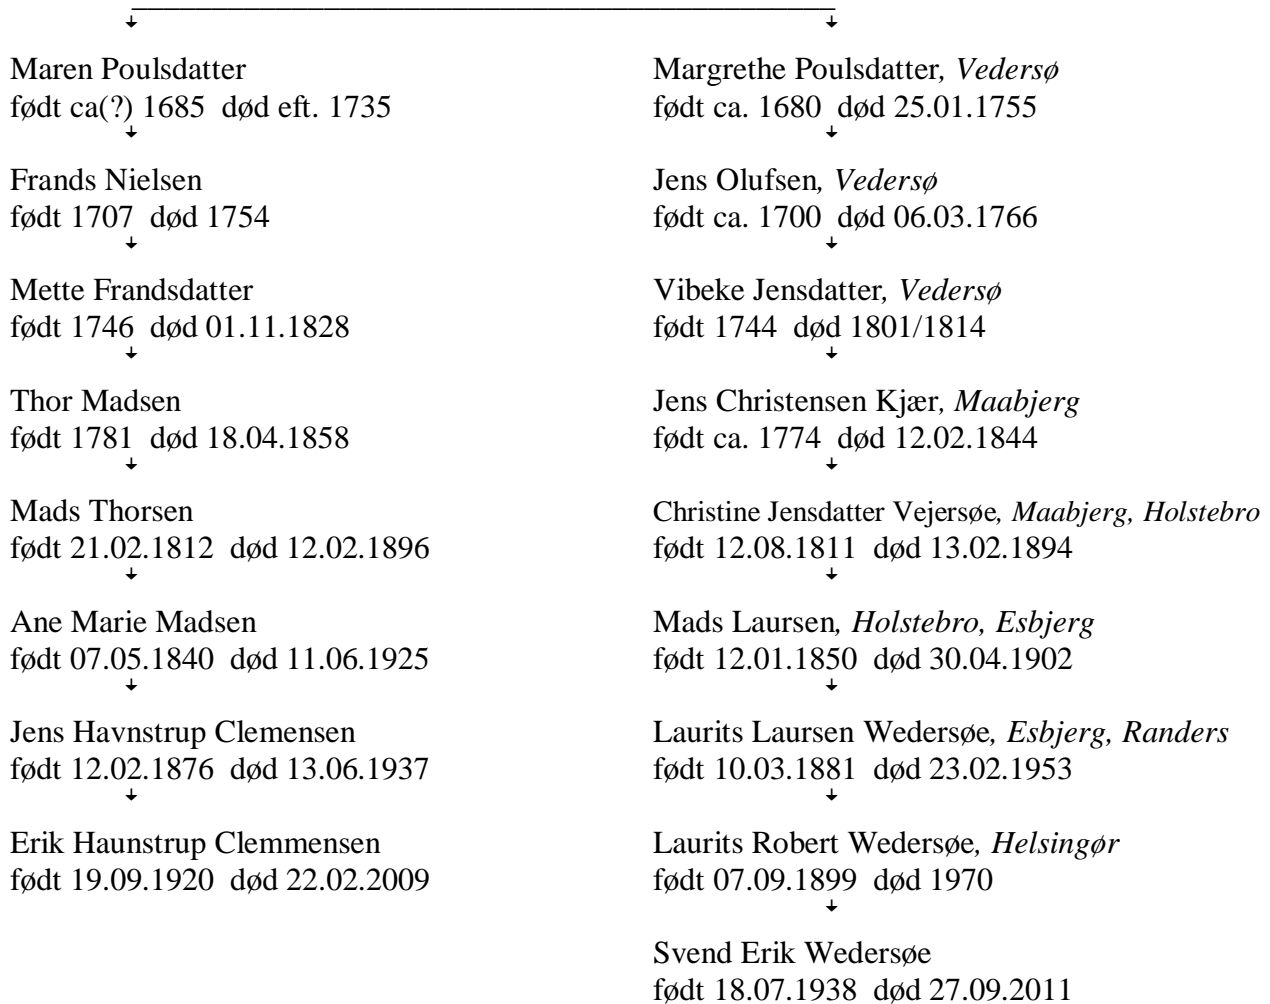 Maren Poulsdatter
født ca(?) 1685  død eft. 1735
Frands Nielsen
født 1707  død 1754
Mette Frandsdatter
født 1746  død 01.11.1828
Thor Madsen
født 1781  død 18.04.1858
Mads Thorsen
født 21.02.1812  død 12.02.1896
Ane Marie Madsen
født 07.05.1840  død 11.06.1925
Jens Havnstrup Clemensen
født 12.02.1876  død 13.06.1937
Erik Haunstrup Clemmensen
født 19.09.1920  død 22.02.2009
Margrethe Poulsdatter, Vedersø
født ca. 1680  død 25.01.1755
Jens Olufsen, Vedersø
født ca. 1700  død 06.03.1766
Vibeke Jensdatter, Vedersø
født 1744  død 1801/1814
Jens Christensen Kjær, Maabjerg
født ca. 1774  død 12.02.1844
Christine Jensdatter Vejersøe, Maabjerg, Holstebro
født 12.08.1811  død 13.02.1894
Mads Laursen, Holstebro, Esbjerg
født 12.01.1850  død 30.04.1902
Laurits Laursen Wedersøe, Esbjerg, Randers
født 10.03.1881  død 23.02.1953
Laurits Robert Wedersøe, Helsingør
født 07.09.1899  død 1970
Svend Erik Wedersøe
født 18.07.1938  død 27.09.2011